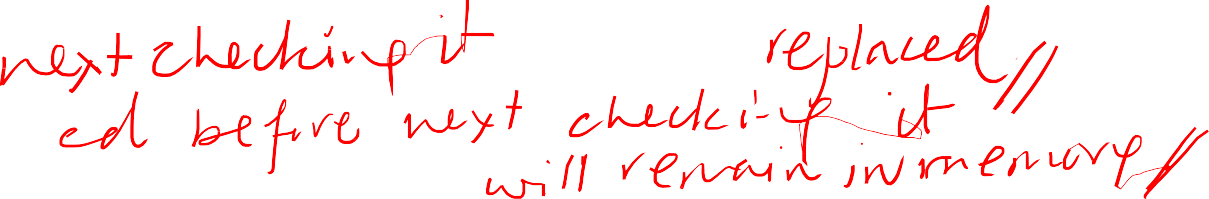 next checking it replaced //
ed before next checking it
will remain in memory //